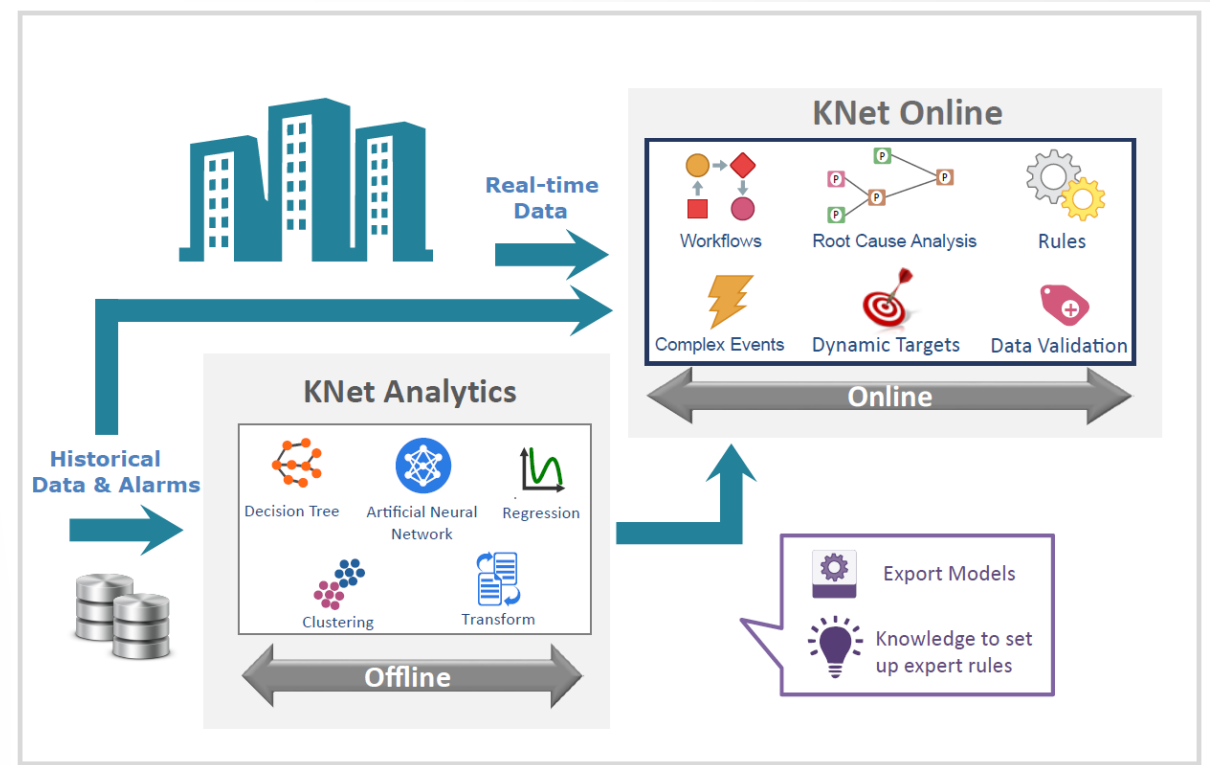 KNet Online
Real-time
Data
P
P
P
P
P
Workflows
Root Cause Analysis
Rules
Complex Events
Dynamic Targets
Data Validation
Online
KNet Analytics
Historical
Data & Alarms
Decision Tree
Artificial Neural
Network
Regression
Clustering
Transform
Offline
Export Models
Knowledge to set
up expert rules